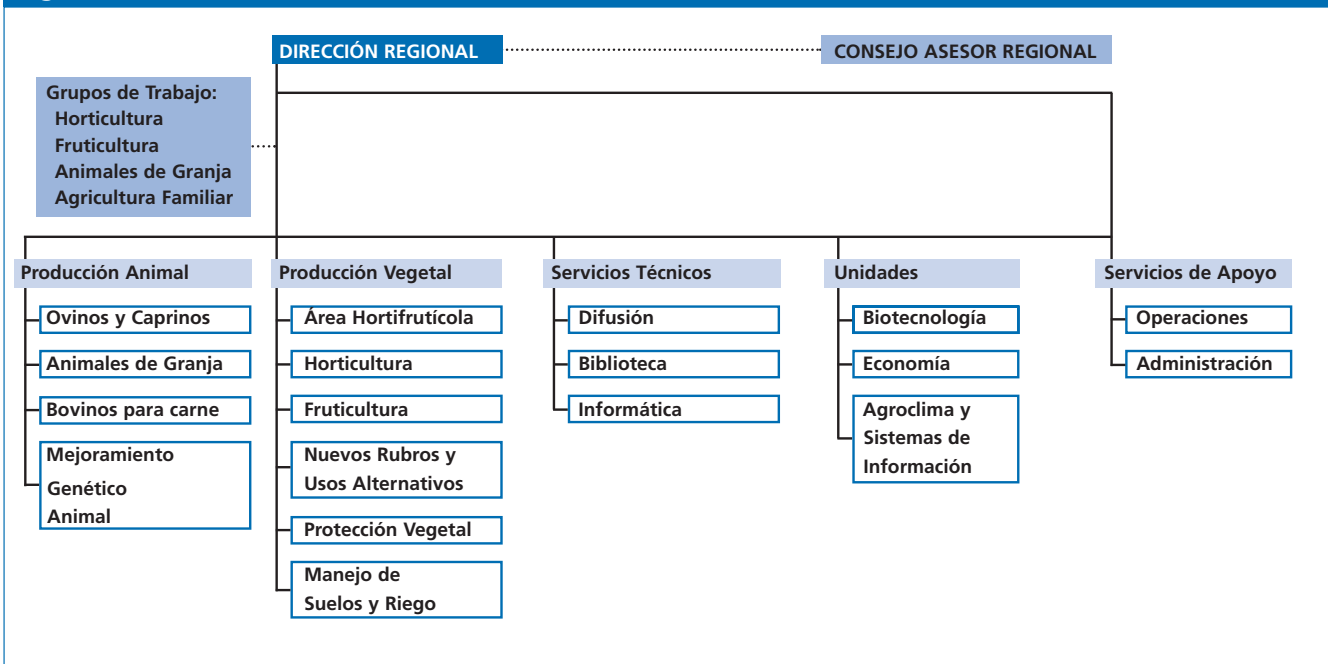 DIRECCIÓN REGIONAL
CONSEJO ASESOR REGIONAL
Grupos de Trabajo:
Horticultura
Fruticultura
Animales de Granja
Agricultura Familiar
Producción Animal
Ovinos y Caprinos
Animales de Granja
Bovinos para carne
Mejoramiento
Genético
Animal
Producción Vegetal
Área Hortifrutícola
Horticultura
Fruticultura
Nuevos Rubros y
Usos Alternativos
Protección Vegetal
Manejo de
Suelos y Riego
Servicios Técnicos
Difusión
Biblioteca
Informática
Unidades
Biotecnología
Economía
Agroclima y
Sistemas de
Información
Servicios de Apoyo
Operaciones
Administración